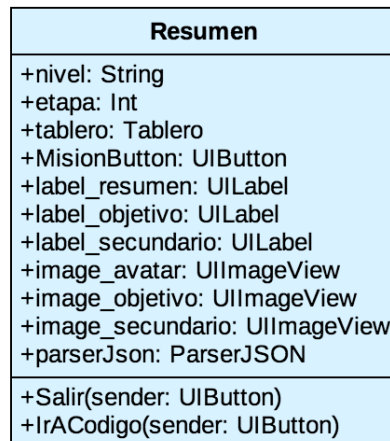 Resumen
+nivel: String
+etapa: Int
+tablero: Tablero
+MisionButton: UIButton
+label_resumen: UILabel
+label_objetivo: UILabel
+label_secundario: UILabel
+image_avatar: UIImageView
+image_objetivo: UIImageView
+image_secundario: UIImageView
+parserJson: ParserJSON
+Salir(sender: UIButton)
+IrACodigo(sender: UIButton)